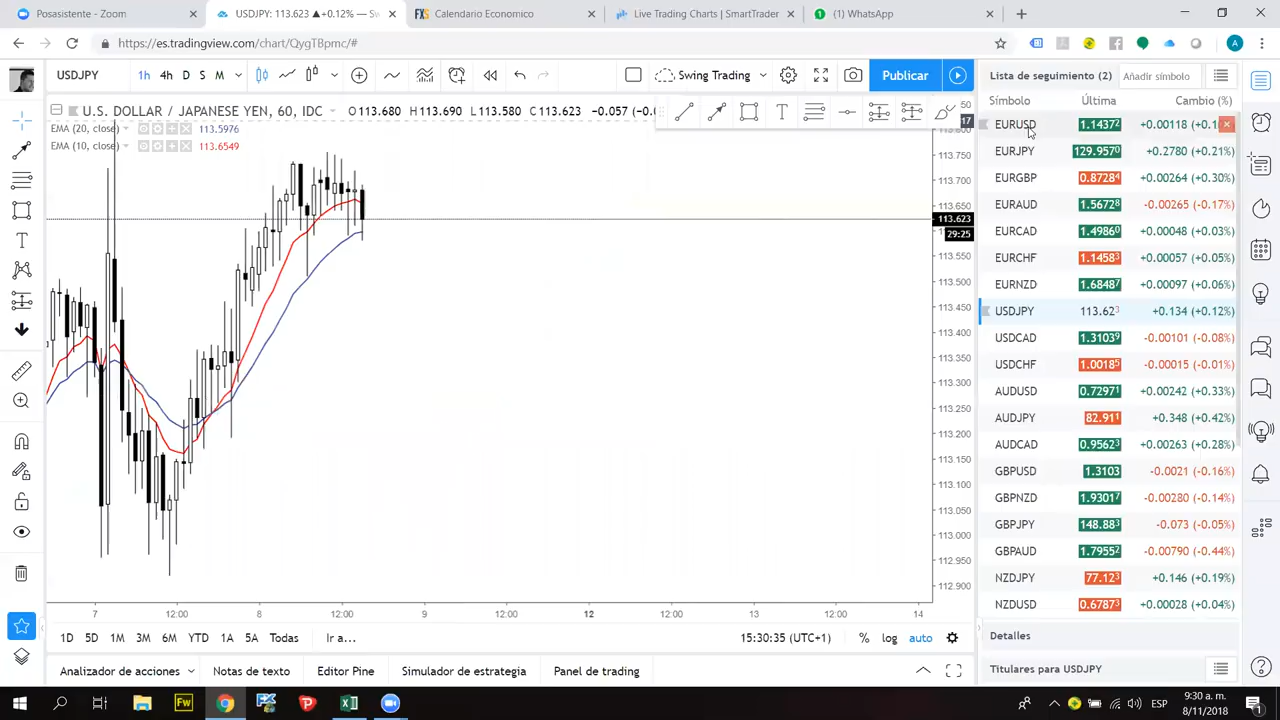 Posasistente - Zoom
USDJPY: 113.623 ▲+0.12% — Sw
Calendario Economico
Live Trading Charts | SmartTrader
(1) WhatsApp
https://es.tradingview.com/chart/QygTBpmc/#
USDJPY
1h 4h D S M
Swing Trading
Publicar
Lista de seguimiento (2)
Añadir símbolo
U.S. DOLLAR / JAPANESE YEN, 60, IDC
O113.680 H113.690 L113.580 C113.623 -0.057 (-0.0
EMA (20, close) 113.5976
EMA (10, close) 113.6549
Símbolo Última Cambio (%)
EURUSD 1.14372 +0.00118 (+0.1
EURJPY 129.9570 +0.2780 (+0.21%)
EURGBP 0.87284 +0.00264 (+0.30%)
EURAUD 1.56728 -0.00265 (-0.17%)
EURCAD 1.49860 +0.00048 (+0.03%)
EURCHF 1.14583 +0.00057 (+0.05%)
EURNZD 1.68487 +0.00097 (+0.06%)
USDJPY 113.623 +0.134 (+0.12%)
USDCAD 1.31039 -0.00101 (-0.08%)
USDCHF 1.00185 -0.00015 (-0.01%)
AUDUSD 0.72971 +0.00242 (+0.33%)
AUDJPY 82.911 +0.348 (+0.42%)
AUDCAD 0.95623 +0.00263 (+0.28%)
GBPUSD 1.3103 -0.0021 (-0.16%)
GBPNZD 1.93017 -0.00280 (-0.14%)
GBPJPY 148.883 -0.073 (-0.05%)
GBPAUD 1.79552 -0.00790 (-0.44%)
NZDJPY 77.123 +0.146 (+0.19%)
NZDUSD 0.67873 +0.00028 (+0.04%)
Detalles
Titulares para USDJPY
113.750
113.700
113.650
113.623
29:25
113.550
113.500
113.450
113.400
113.350
113.300
113.250
113.200
113.150
113.100
113.050
113.000
112.950
112.900
7 12:00 8 12:00 9 12:00 12 12:00 13 12:00 14
1D 5D 1M 3M 6M YTD 1A 5A Todas Ir a...
15:30:35 (UTC+1) % log auto
Analizador de acciones Notas de texto Editor Pine Simulador de estrategia Panel de trading
ESP
9:30 a. m.
8/11/2018